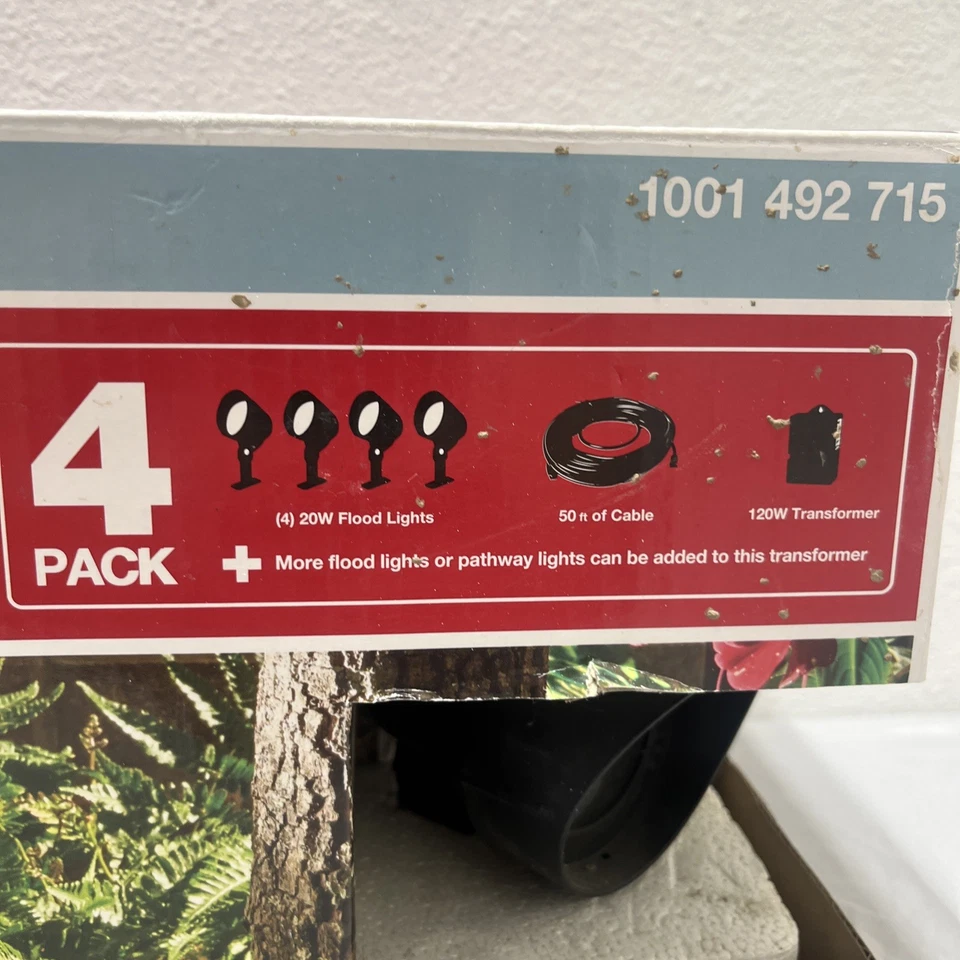 1001 492 715
4
PACK
(4) 20W Flood Lights
50 ft of Cable
120W Transformer
+ More flood lights or pathway lights can be added to this transformer